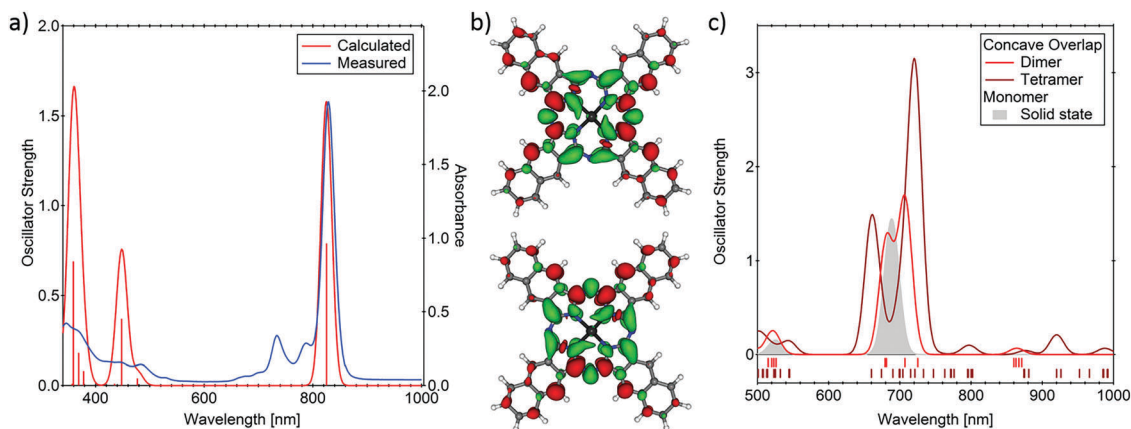 a)
Calculated
Measured
Oscillator Strength
1.5
1.0
0.5
0.0
2.0
1.5
1.0
0.5
0.0
Absorbance
400
600
800
1000
Wavelength [nm]
b)
c)
Concave Overlap
Dimer
Tetramer
Monomer
Solid state
Oscillator Strength
3
2
1
0
500
600
700
800
900
1000
Wavelength [nm]